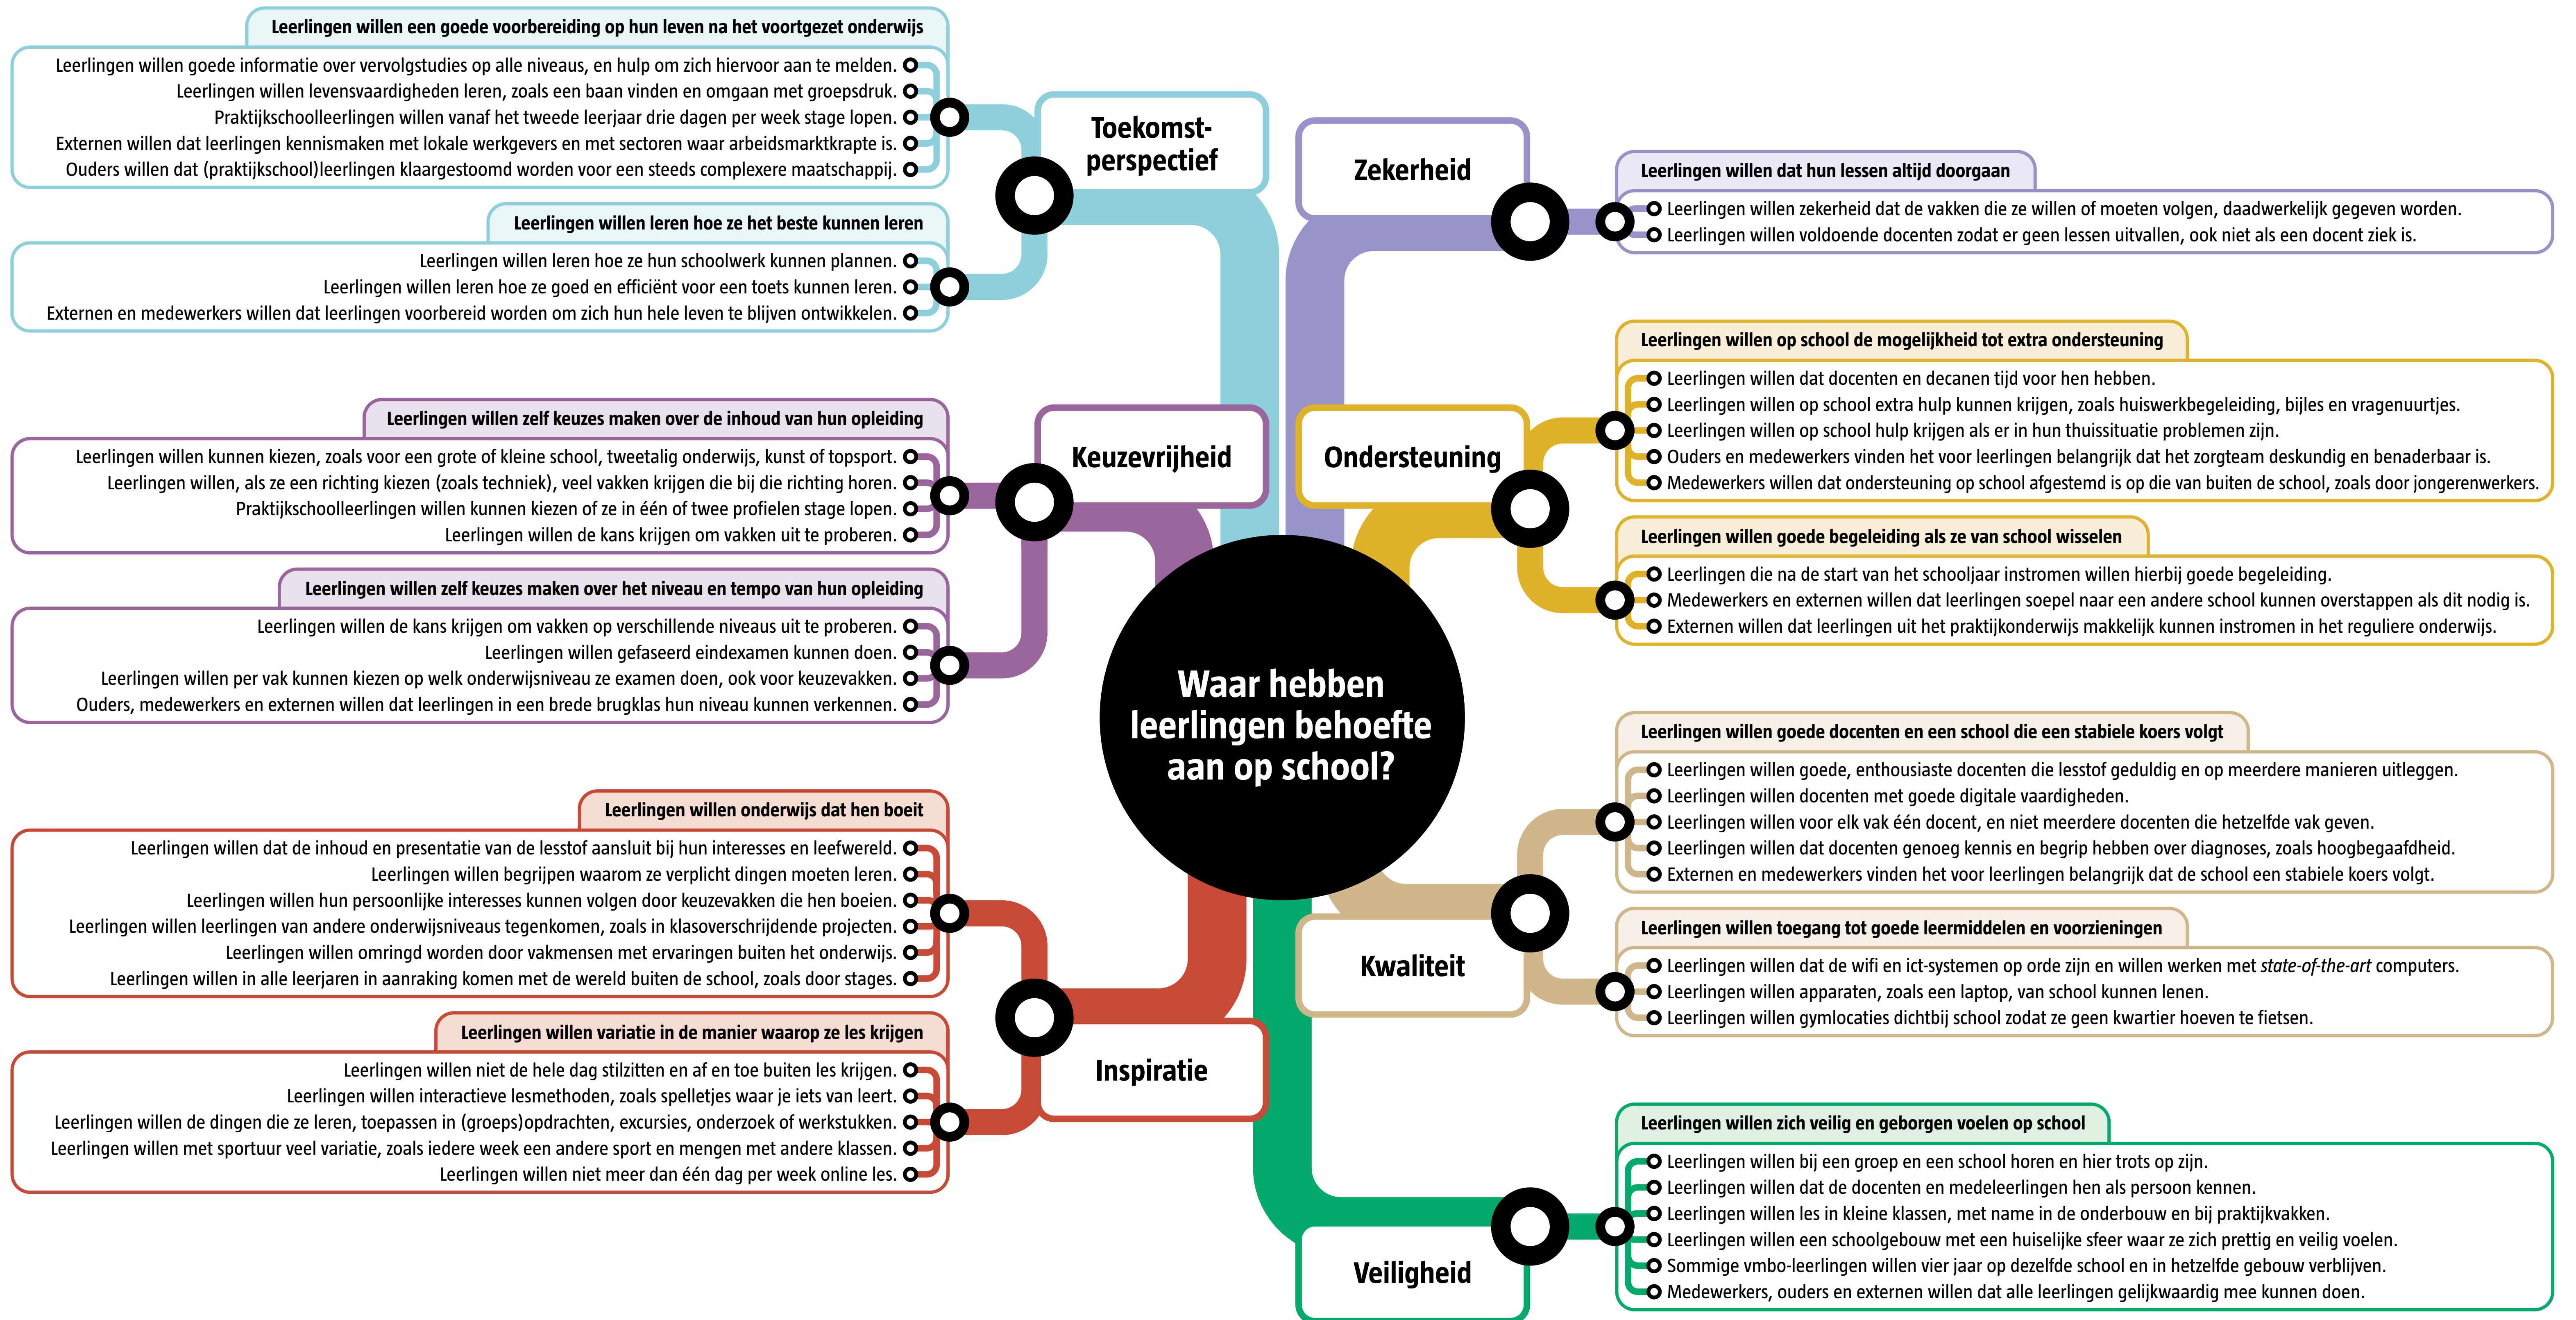 Waar hebben
leerlingen behoefte
aan op school?
Toekomst-
perspectief
Leerlingen willen een goede voorbereiding op hun leven na het voortgezet onderwijs
Leerlingen willen goede informatie over vervolgstudies op alle niveaus, en hulp om zich hiervoor aan te melden.
Leerlingen willen levensvaardigheden leren, zoals een baan vinden en omgaan met groepsdruk.
Praktijkschoolleerlingen willen vanaf het tweede leerjaar drie dagen per week stage lopen.
Externen willen dat leerlingen kennismaken met lokale werkgevers en met sectoren waar arbeidsmarktkrapte is.
Ouders willen dat (praktijkschool)leerlingen klaargestoomd worden voor een steeds complexere maatschappij.
Leerlingen willen leren hoe ze het beste kunnen leren
Leerlingen willen leren hoe ze hun schoolwerk kunnen plannen.
Leerlingen willen leren hoe ze goed en efficiënt voor een toets kunnen leren.
Externen en medewerkers willen dat leerlingen voorbereid worden om zich hun hele leven te blijven ontwikkelen.
Keuzevrijheid
Leerlingen willen zelf keuzes maken over de inhoud van hun opleiding
Leerlingen willen kunnen kiezen, zoals voor een grote of kleine school, tweetalig onderwijs, kunst of topsport.
Leerlingen willen, als ze een richting kiezen (zoals techniek), veel vakken krijgen die bij die richting horen.
Praktijkschoolleerlingen willen kunnen kiezen of ze in één of twee profielen stage lopen.
Leerlingen willen de kans krijgen om vakken uit te proberen.
Leerlingen willen zelf keuzes maken over het niveau en tempo van hun opleiding
Leerlingen willen de kans krijgen om vakken op verschillende niveaus uit te proberen.
Leerlingen willen gefaseerd eindexamen kunnen doen.
Leerlingen willen per vak kunnen kiezen op welk onderwijsniveau ze examen doen, ook voor keuzevakken.
Ouders, medewerkers en externen willen dat leerlingen in een brede brugklas hun niveau kunnen verkennen.
Inspiratie
Leerlingen willen onderwijs dat hen boeit
Leerlingen willen dat de inhoud en presentatie van de lesstof aansluit bij hun interesses en leefwereld.
Leerlingen willen begrijpen waarom ze verplicht dingen moeten leren.
Leerlingen willen hun persoonlijke interesses kunnen volgen door keuzevakken die hen boeien.
Leerlingen willen leerlingen van andere onderwijsniveaus tegenkomen, zoals in klasoverschrijdende projecten.
Leerlingen willen omringd worden door vakmensen met ervaringen buiten het onderwijs.
Leerlingen willen in alle leerjaren in aanraking komen met de wereld buiten de school, zoals door stages.
Leerlingen willen variatie in de manier waarop ze les krijgen
Leerlingen willen niet de hele dag stilzitten en af en toe buiten les krijgen.
Leerlingen willen interactieve lesmethoden, zoals spelletjes waar je iets van leert.
Leerlingen willen de dingen die ze leren, toepassen in (groeps)opdrachten, excursies, onderzoek of werkstukken.
Leerlingen willen met sportuur veel variatie, zoals iedere week een andere sport en mengen met andere klassen.
Leerlingen willen niet meer dan één dag per week online les.
Zekerheid
Leerlingen willen dat hun lessen altijd doorgaan
Leerlingen willen zekerheid dat de vakken die ze willen of moeten volgen, daadwerkelijk gegeven worden.
Leerlingen willen voldoende docenten zodat er geen lessen uitvallen, ook niet als een docent ziek is.
Ondersteuning
Leerlingen willen op school de mogelijkheid tot extra ondersteuning
Leerlingen willen dat docenten en decanen tijd voor hen hebben.
Leerlingen willen op school extra hulp kunnen krijgen, zoals huiswerkbegeleiding, bijles en vragenuurtjes.
Leerlingen willen op school hulp krijgen als er in hun thuissituatie problemen zijn.
Ouders en medewerkers vinden het voor leerlingen belangrijk dat het zorgteam deskundig en benaderbaar is.
Medewerkers willen dat ondersteuning op school afgestemd is op die van buiten de school, zoals door jongerenwerkers.
Leerlingen willen goede begeleiding als ze van school wisselen
Leerlingen die na de start van het schooljaar instromen willen hierbij goede begeleiding.
Medewerkers en externen willen dat leerlingen soepel naar een andere school kunnen overstappen als dit nodig is.
Externen willen dat leerlingen uit het praktijkonderwijs makkelijk kunnen instromen in het reguliere onderwijs.
Kwaliteit
Leerlingen willen goede docenten en een school die een stabiele koers volgt
Leerlingen willen goede, enthousiaste docenten die lesstof geduldig en op meerdere manieren uitleggen.
Leerlingen willen docenten met goede digitale vaardigheden.
Leerlingen willen voor elk vak één docent, en niet meerdere docenten die hetzelfde vak geven.
Leerlingen willen dat docenten genoeg kennis en begrip hebben over diagnoses, zoals hoogbegaafdheid.
Externen en medewerkers vinden het voor leerlingen belangrijk dat de school een stabiele koers volgt.
Leerlingen willen toegang tot goede leermiddelen en voorzieningen
Leerlingen willen dat de wifi en ict-systemen op orde zijn en willen werken met state-of-the-art computers.
Leerlingen willen apparaten, zoals een laptop, van school kunnen lenen.
Leerlingen willen gymlocaties dichtbij school zodat ze geen kwartier hoeven te fietsen.
Veiligheid
Leerlingen willen zich veilig en geborgen voelen op school
Leerlingen willen bij een groep en een school horen en hier trots op zijn.
Leerlingen willen dat de docenten en medeleerlingen hen als persoon kennen.
Leerlingen willen les in kleine klassen, met name in de onderbouw en bij praktijkvakken.
Leerlingen willen een schoolgebouw met een huiselijke sfeer waar ze zich prettig en veilig voelen.
Sommige vmbo-leerlingen willen vier jaar op dezelfde school en in hetzelfde gebouw verblijven.
Medewerkers, ouders en externen willen dat alle leerlingen gelijkwaardig mee kunnen doen.